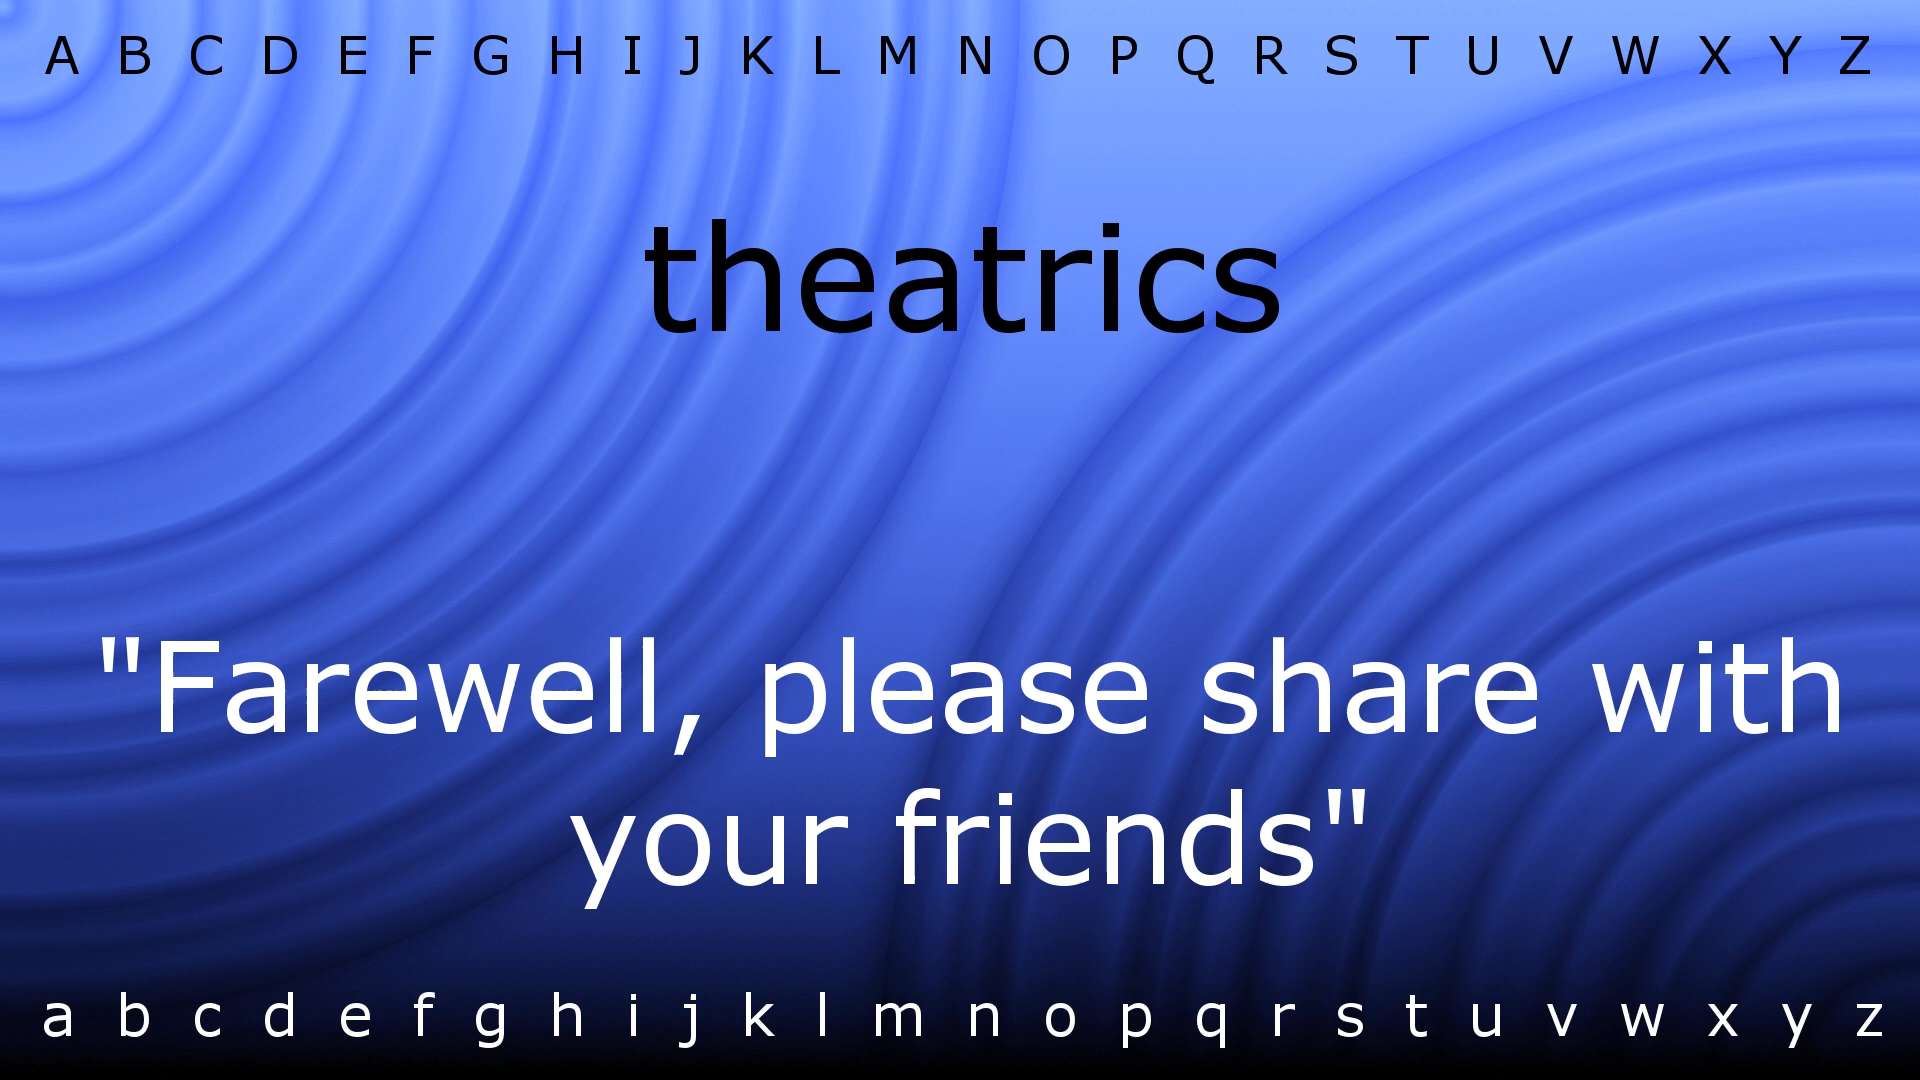 A B C D E F G H I J K L M N O P Q R S T U V W X Y Z
theatrics
"Farewell, please share with
your friends"
a b c d e f g h i j k l m n o p q r s t u v w x y z